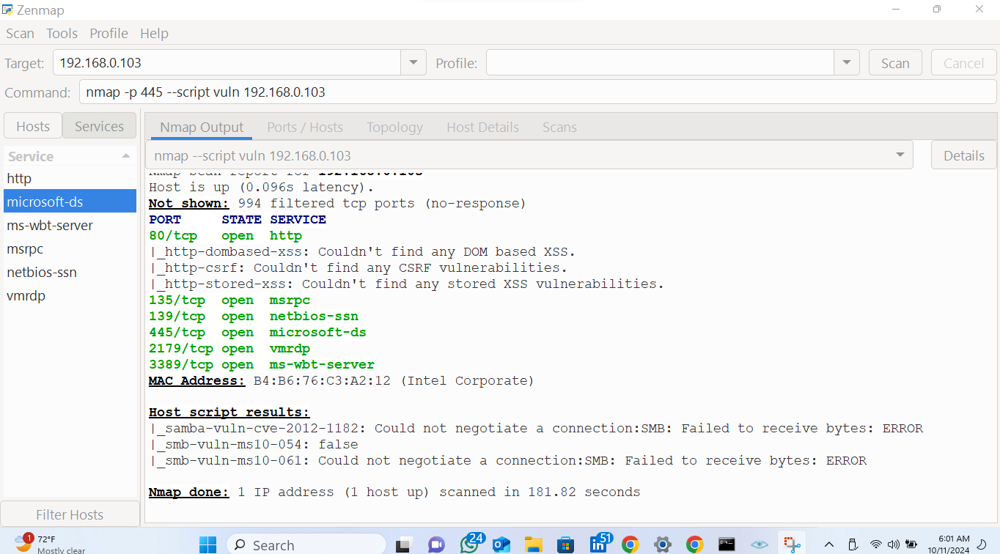 Zenmap
Scan Tools Profile Help
Target: 192.168.0.103 Profile: Scan Cancel
Command: nmap -p 445 --script vuln 192.168.0.103
Hosts Services
Nmap Output Ports / Hosts Topology Host Details Scans
Service
nmap --script vuln 192.168.0.103 Details
http
microsoft-ds
ms-wbt-server
msrpc
netbios-ssn
vmrdp
Nmap scan report for 192.168.0.103
Host is up (0.096s latency).
Not shown: 994 filtered tcp ports (no-response)
PORT STATE SERVICE
80/tcp open http
|_http-dombased-xss: Couldn't find any DOM based XSS.
|_http-csrf: Couldn't find any CSRF vulnerabilities.
|_http-stored-xss: Couldn't find any stored XSS vulnerabilities.
135/tcp open msrpc
139/tcp open netbios-ssn
445/tcp open microsoft-ds
2179/tcp open vmrdp
3389/tcp open ms-wbt-server
MAC Address: B4:B6:76:C3:A2:12 (Intel Corporate)
Host script results:
|_samba-vuln-cve-2012-1182: Could not negotiate a connection:SMB: Failed to receive bytes: ERROR
|_smb-vuln-ms10-054: false
|_smb-vuln-ms10-061: Could not negotiate a connection:SMB: Failed to receive bytes: ERROR
Nmap done: 1 IP address (1 host up) scanned in 181.82 seconds
Filter Hosts
1
72°F
Mostly clear
Search
24
51
6:01 AM
10/11/2024